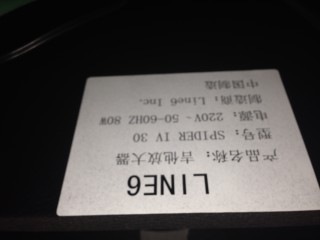 LINE6
产品名称：吉他放大器
型号：SPIDER IV 30
电源：220V～50-60HZ 80W
制造商：Line6 Inc.
中国制造